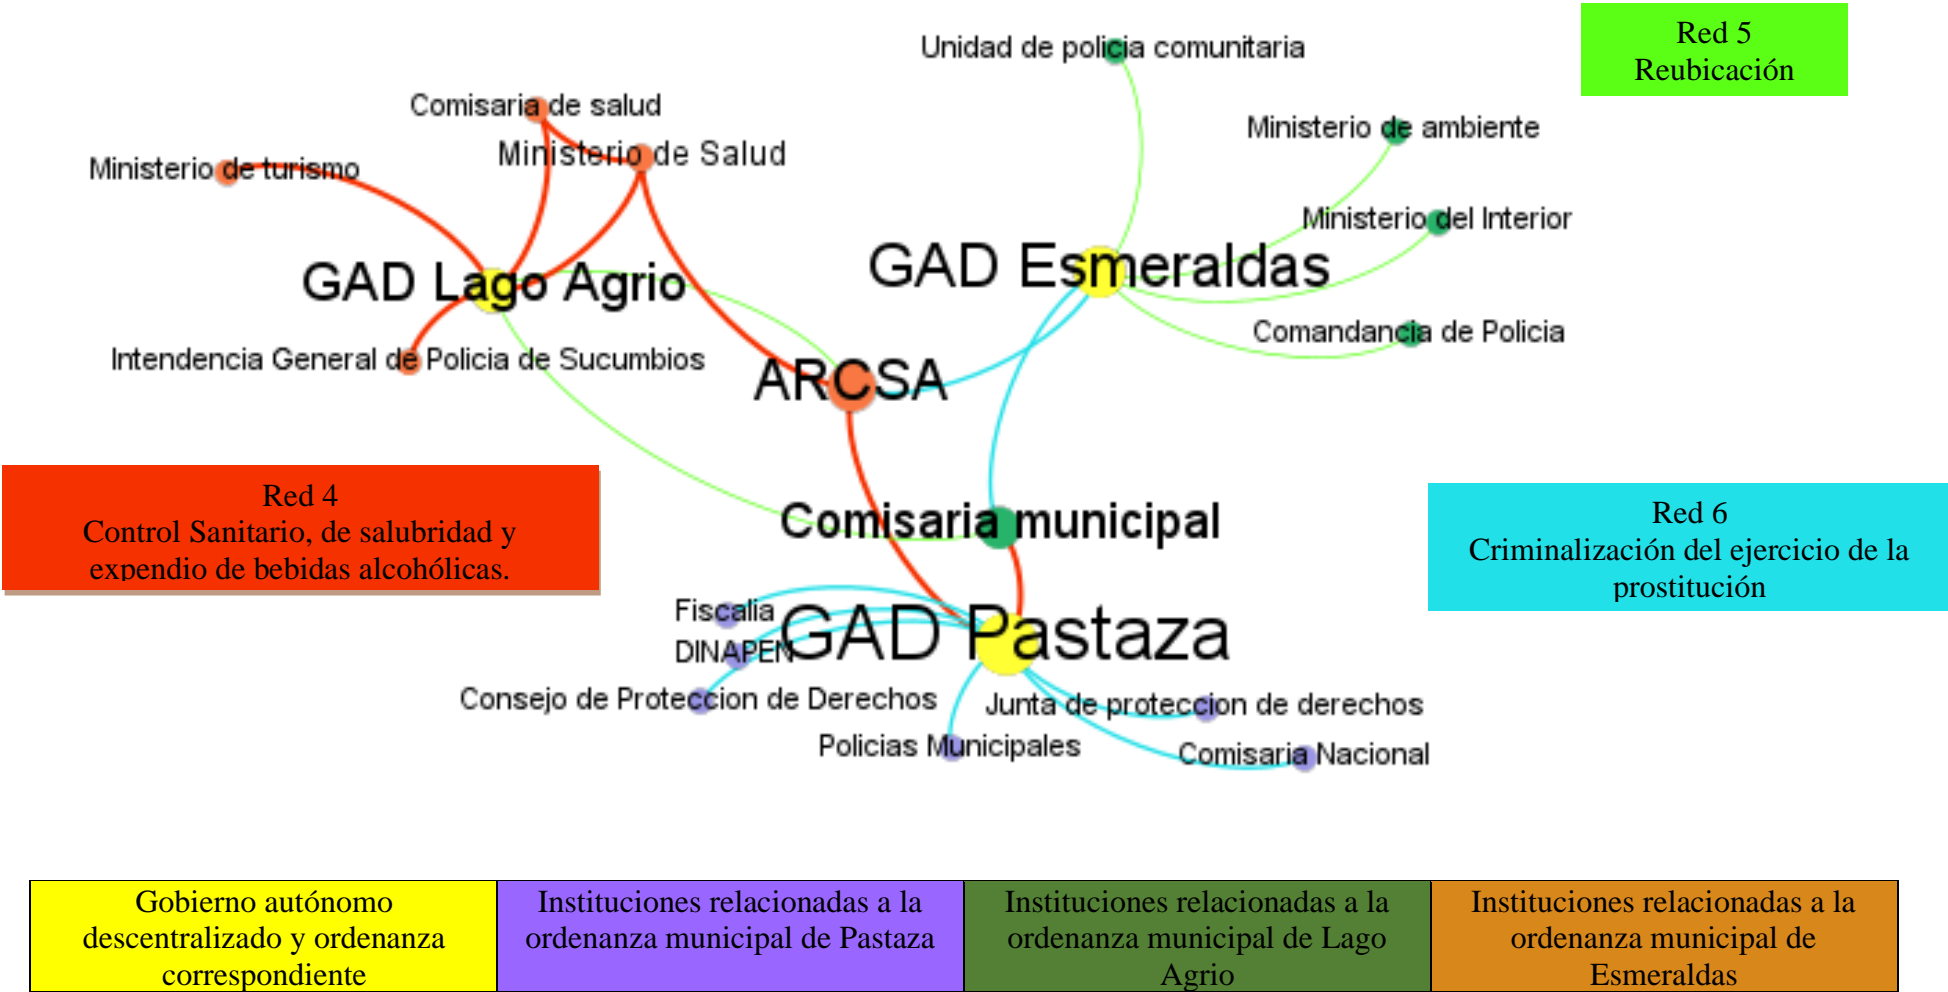 Red 5
Reubicación
Unidad de policia comunitaria
Comisaria de salud
Ministerio de ambiente
Ministerio de Salud
Ministerio de turismo
Ministerio del Interior
GAD Esmeraldas
GAD Lago Agrio
Comandancia de Policia
Intendencia General de Policia de Sucumbios
ARCSA
Red 4
Control Sanitario, de salubridad y
expendio de bebidas alcohólicas.
Comisaria municipal
Red 6
Criminalización del ejercicio de la
prostitución
Fiscalia
GAD Pastaza
DINAPEN
Consejo de Proteccion de Derechos
Junta de proteccion de derechos
Policias Municipales
Comisaria Nacional
Gobierno autónomo
descentralizado y ordenanza
correspondiente
Instituciones relacionadas a la
ordenanza municipal de Pastaza
Instituciones relacionadas a la
ordenanza municipal de Lago
Agrio
Instituciones relacionadas a la
ordenanza municipal de
Esmeraldas